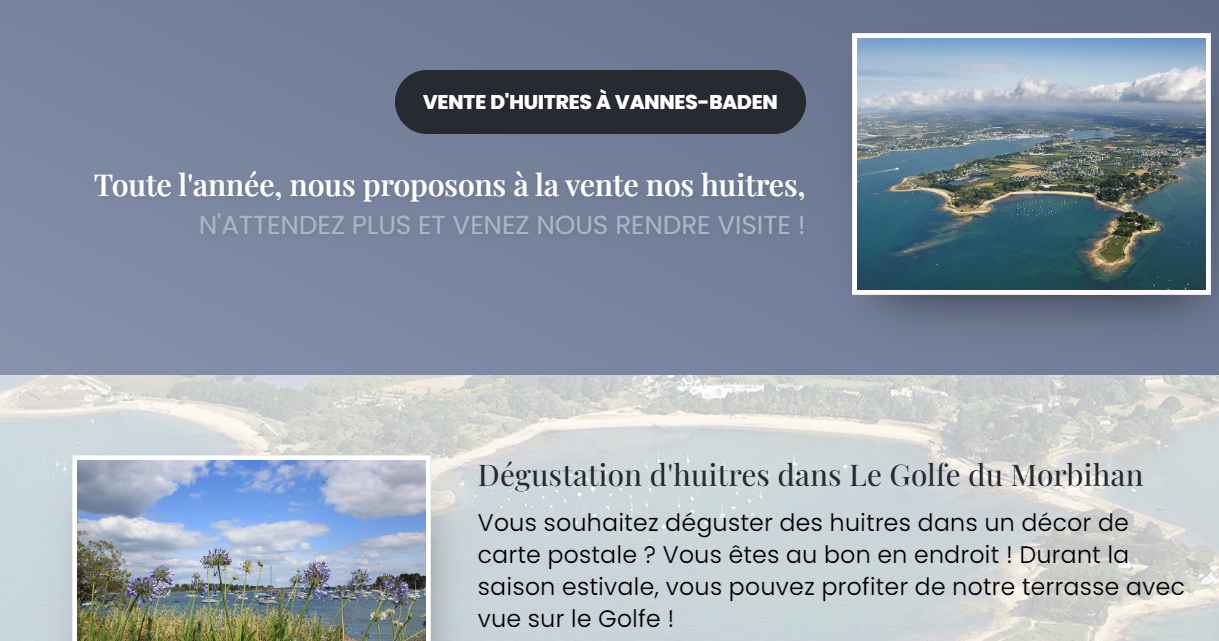 VENTE D'HUITRES À VANNES-BADEN
Toute l'année, nous proposons à la vente nos huitres,
N'ATTENDEZ PLUS ET VENEZ NOUS RENDRE VISITE !
Dégustation d'huitres dans Le Golfe du Morbihan
Vous souhaitez déguster des huitres dans un décor de
carte postale ? Vous êtes au bon en endroit ! Durant la
saison estivale, vous pouvez profiter de notre terrasse avec
vue sur le Golfe !